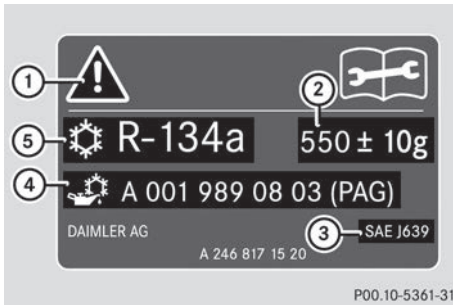 1
2
5 R-134a 550 ± 10g
4 A 001 989 08 03 (PAG)
DAIMLER AG 3 SAE J639
A 246 817 15 20
P00.10-5361-31